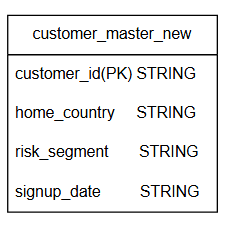 customer_master_new
customer_id(PK) STRING
home_country STRING
risk_segment STRING
signup_date STRING